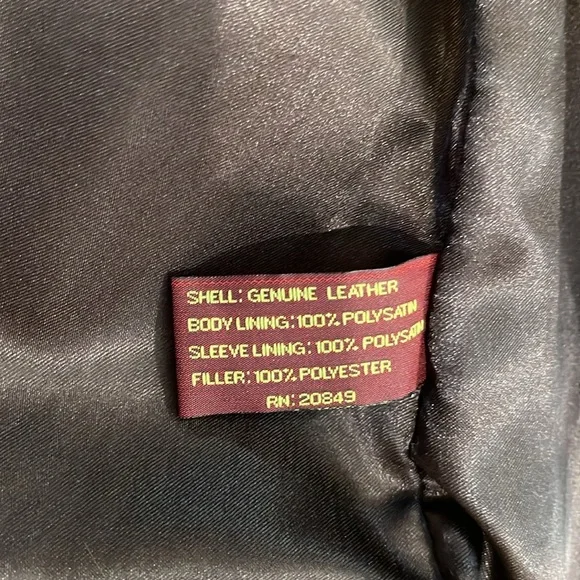 SHELL: GENUINE LEATHER
BODY LINING: 100% POLYSATIN
SLEEVE LINING: 100% POLYSATIN
FILLER: 100% POLYESTER
RN: 20849